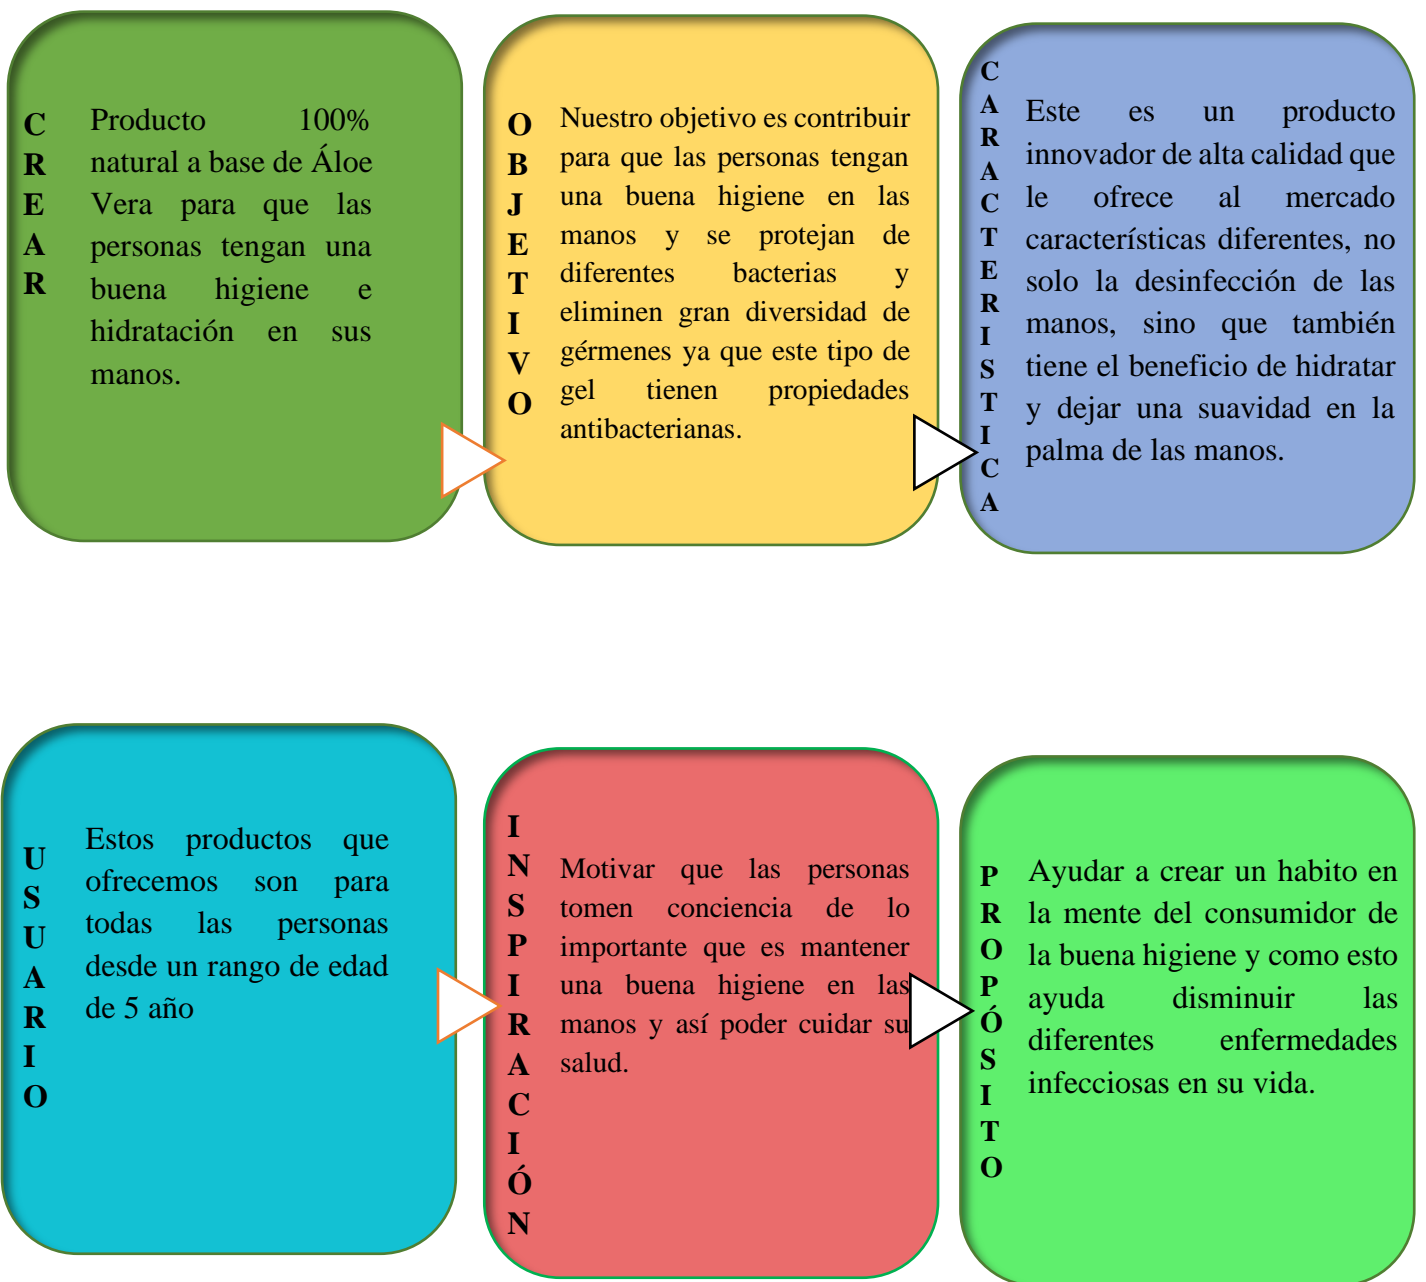 CREAR
Producto 100%
natural a base de Áloe
Vera para que las
personas tengan una
buena higiene e
hidratación en sus
manos.
OBJETIVO
Nuestro objetivo es contribuir
para que las personas tengan
una buena higiene en las
manos y se protejan de
diferentes bacterias y
eliminen gran diversidad de
gérmenes ya que este tipo de
gel tienen propiedades
antibacterianas.
CARACTERISTICA
Este es un producto
innovador de alta calidad que
le ofrece al mercado
características diferentes, no
solo la desinfección de las
manos, sino que también
tiene el beneficio de hidratar
y dejar una suavidad en la
palma de las manos.
USUARIO
Estos productos que
ofrecemos son para
todas las personas
desde un rango de edad
de 5 año
INSPIRACIÓN
Motivar que las personas
tomen conciencia de lo
importante que es mantener
una buena higiene en las
manos y así poder cuidar su
salud.
PROPÓSITO
Ayudar a crear un habito en
la mente del consumidor de
la buena higiene y como esto
ayuda disminuir las
diferentes enfermedades
infecciosas en su vida.